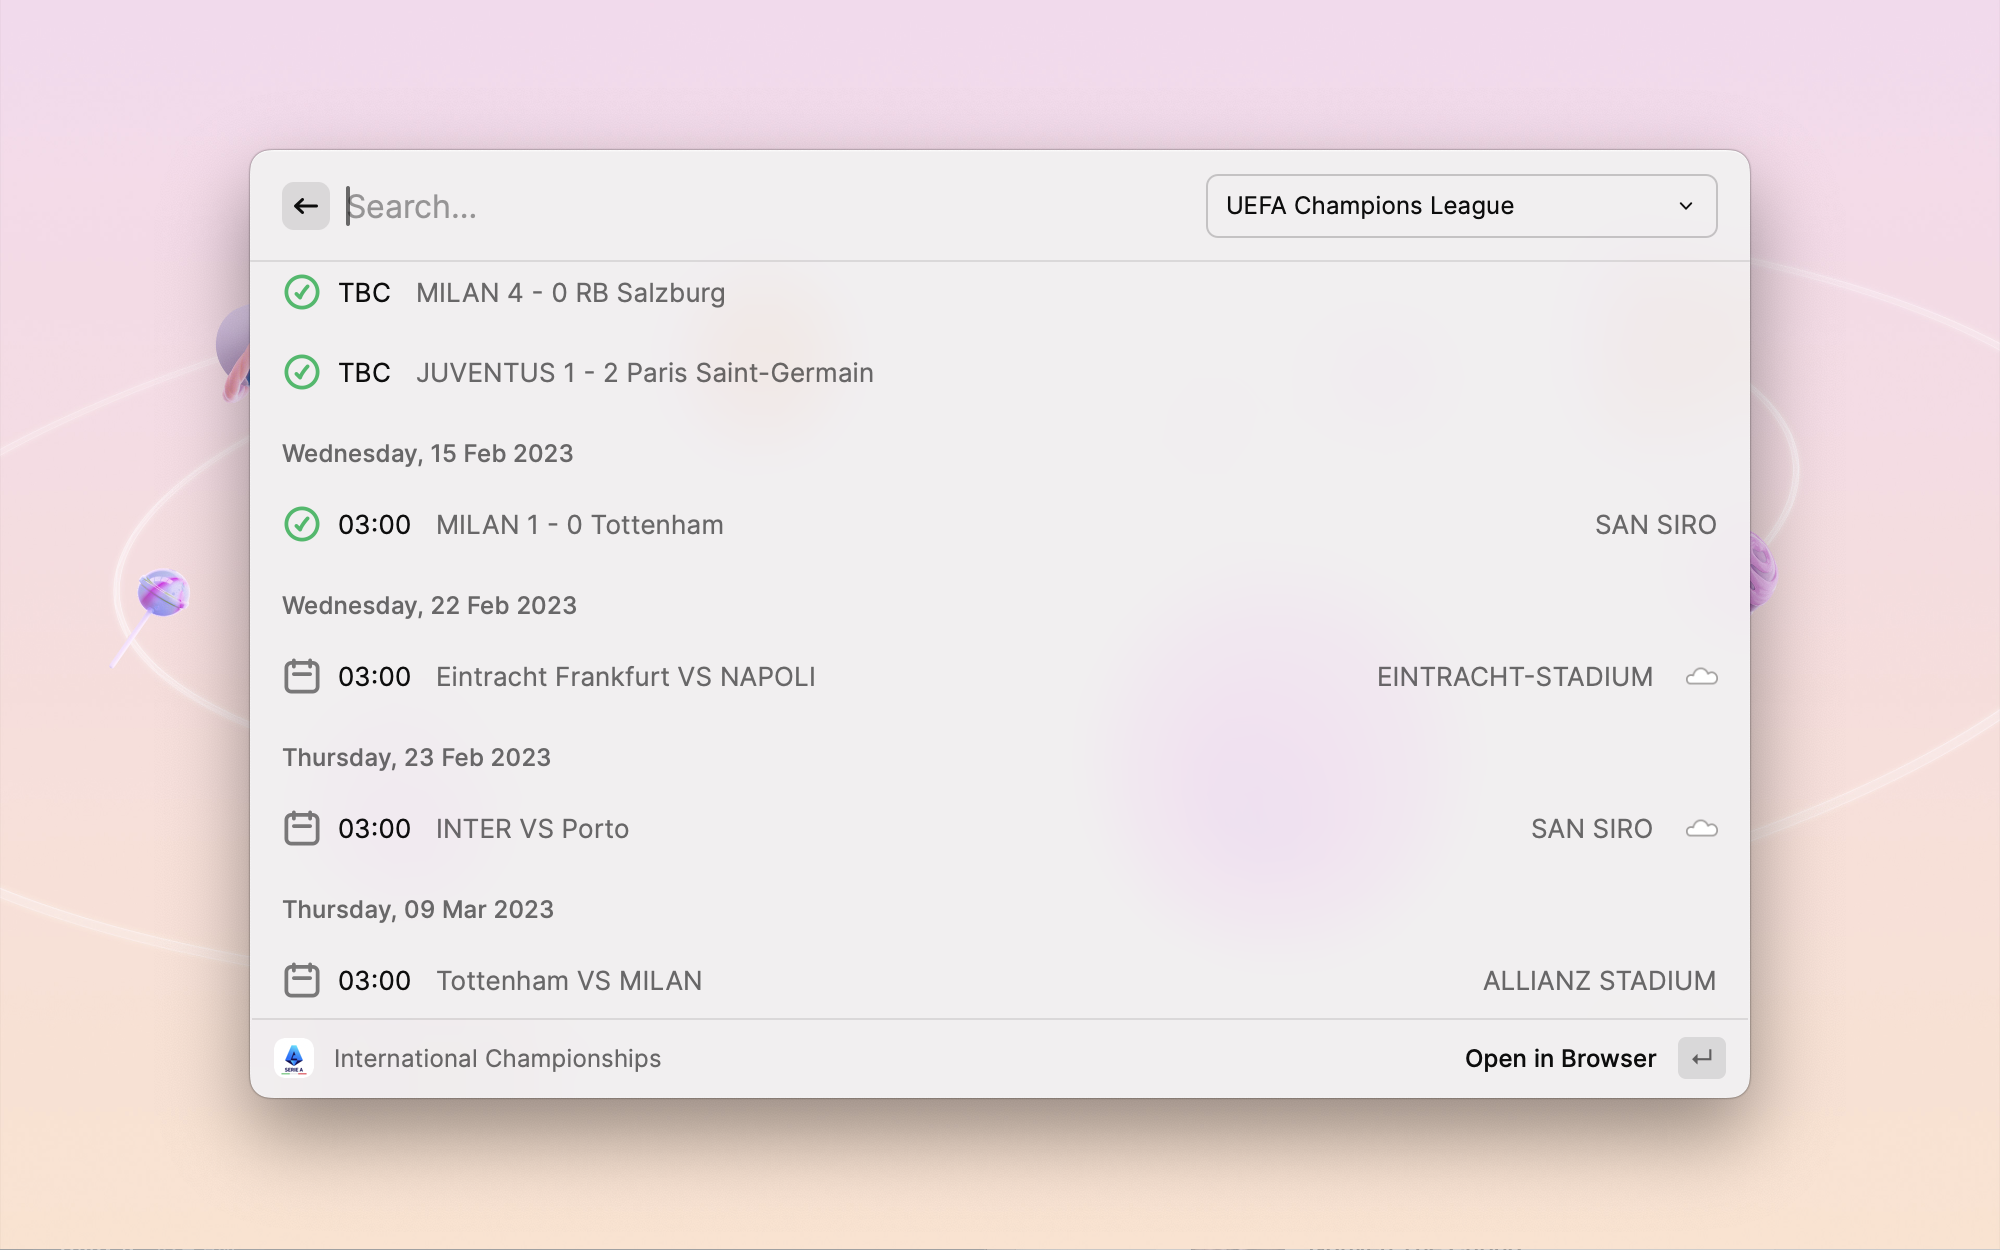 Search...
UEFA Champions League
TBC MILAN 4 - 0 RB Salzburg
TBC JUVENTUS 1 - 2 Paris Saint-Germain
Wednesday, 15 Feb 2023
03:00 MILAN 1 - 0 Tottenham SAN SIRO
Wednesday, 22 Feb 2023
03:00 Eintracht Frankfurt VS NAPOLI EINTRACHT-STADIUM
Thursday, 23 Feb 2023
03:00 INTER VS Porto SAN SIRO
Thursday, 09 Mar 2023
03:00 Tottenham VS MILAN ALLIANZ STADIUM
SERIE A
International Championships
Open in Browser